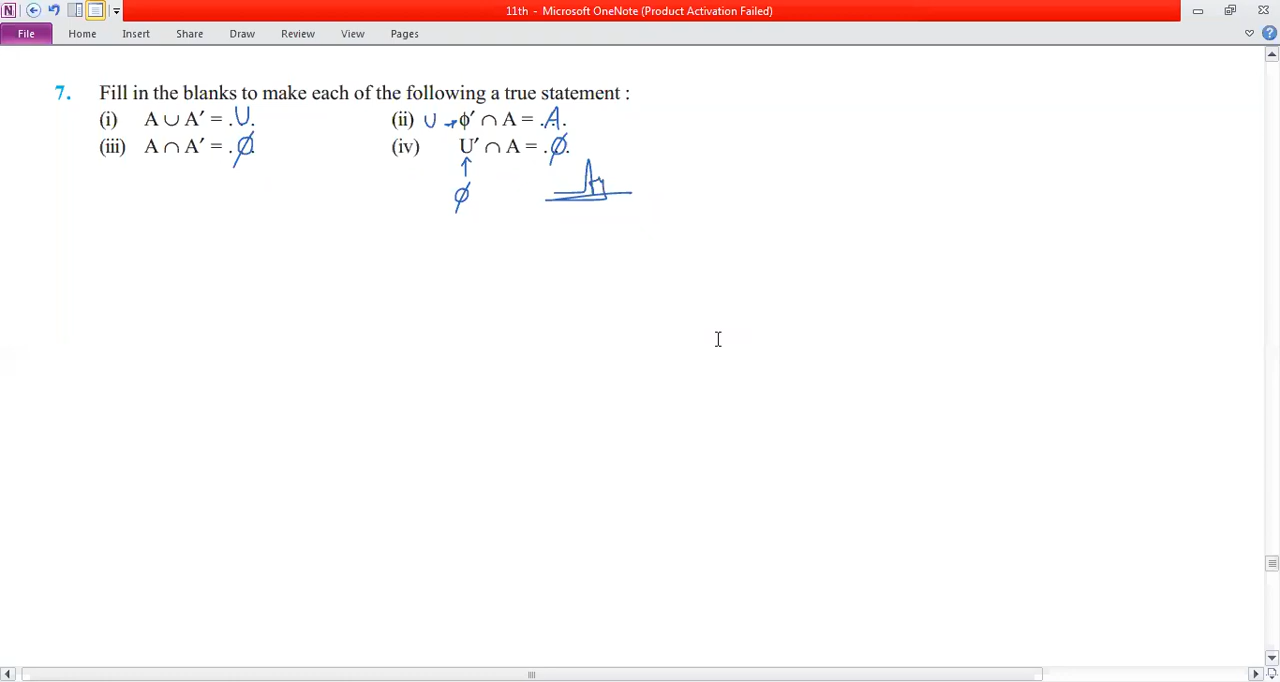 11th - Microsoft OneNote (Product Activation Failed)
File Home Insert Share Draw Review View Pages
7. Fill in the blanks to make each of the following a true statement :
(i) A ∪ A′ = .U. (ii) U → ϕ′ ∩ A = .A.
(iii) A ∩ A′ = .∅. (iv) U′ ∩ A = .∅.
↑
∅